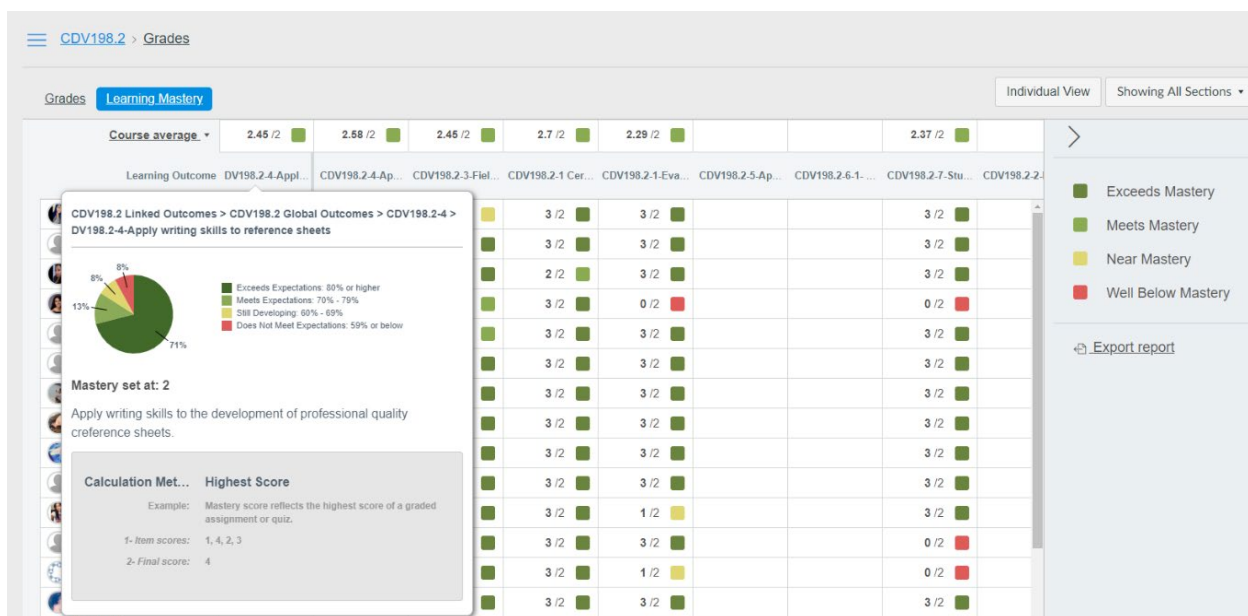 CDV198.2 > Grades
Individual View Showing All Sections
Grades Learning Mastery
Course average 2.45 /2 2.58 /2 2.45 /2 2.7 /2 2.29 /2 2.37 /2
Learning Outcome DV198.2-4-Appl... CDV198.2-4-Ap... CDV198.2-3-Fiel... CDV198.2-1 Cer... CDV198.2-1-Eva... CDV198.2-5-Ap... CDV198.2-6-1- ... CDV198.2-7-Stu... CDV198.2-2-
Exceeds Mastery
Meets Mastery
Near Mastery
Well Below Mastery
Export report
CDV198.2 Linked Outcomes > CDV198.2 Global Outcomes > CDV198.2-4 >
DV198.2-4-Apply writing skills to reference sheets
8%
8%
13%
71%
Exceeds Expectations: 80% or higher
Meets Expectations: 70% - 79%
Still Developing: 60% - 69%
Does Not Meet Expectations: 59% or below
Mastery set at: 2
Apply writing skills to the development of professional quality
creference sheets.
Calculation Met... Highest Score
Example: Mastery score reflects the highest score of a graded
assignment or quiz.
1- Item scores: 1, 4, 2, 3
2- Final score: 4
3 /2 3 /2 3 /2
3 /2 3 /2 3 /2
2 /2 3 /2 3 /2
3 /2 0 /2 0 /2
3 /2 3 /2 3 /2
3 /2 3 /2 3 /2
3 /2 3 /2 3 /2
3 /2 3 /2 3 /2
3 /2 3 /2 3 /2
3 /2 3 /2 3 /2
3 /2 1 /2 3 /2
3 /2 3 /2 0 /2
3 /2 1 /2 0 /2
3 /2 3 /2 3 /2